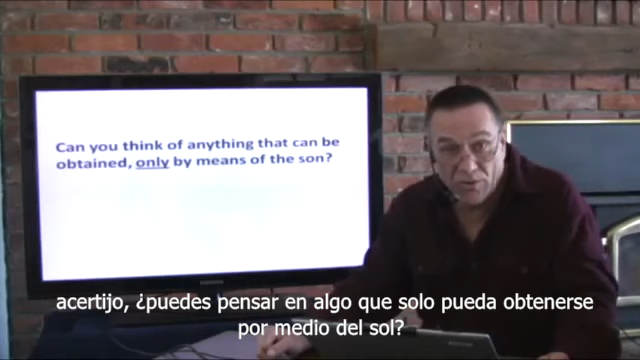 Can you think of anything that can be
obtained, only by means of the son?
acertijo, ¿puedes pensar en algo que solo pueda obtenerse
por medio del sol?